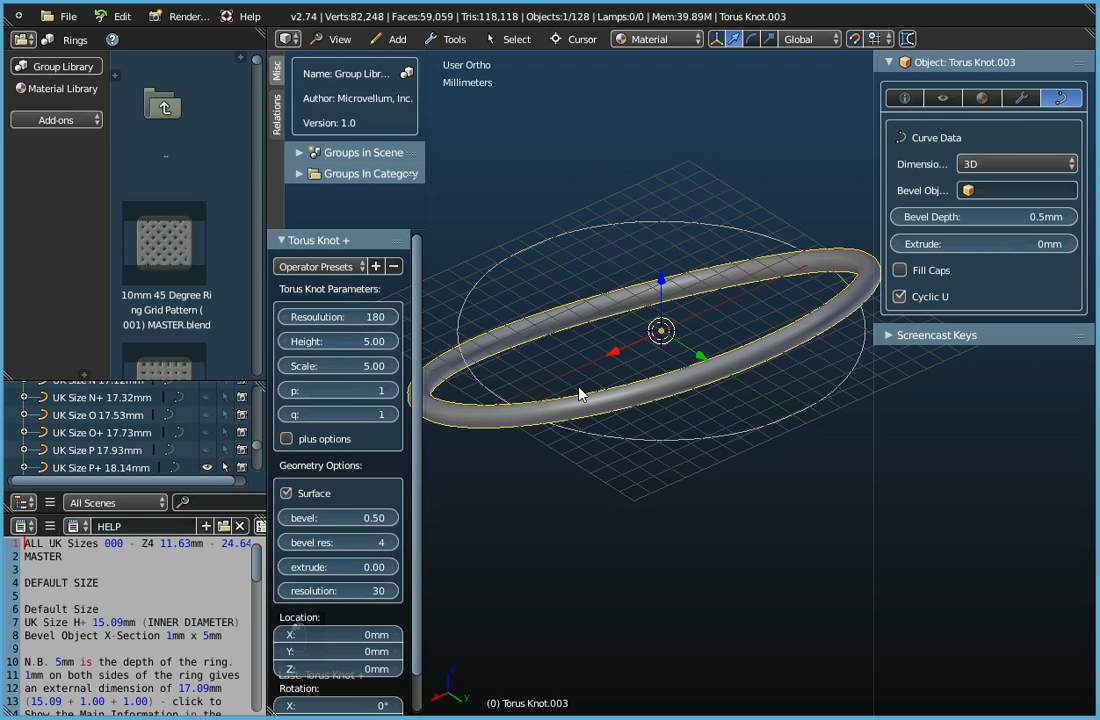 File Edit Render... Help v2.74 | Verts:82,248 | Faces:59,059 | Tris:118,118 | Objects:1/128 | Lamps:0/0 | Mem:39.89M | Torus Knot.003
Rings
Group Library
Material Library
Add-ons
..
10mm 45 Degree Ri
ng Grid Pattern (
001) MASTER.blend
UK Size N 17.12mm
UK Size N+ 17.32mm
UK Size O 17.53mm
UK Size O+ 17.73mm
UK Size P 17.93mm
UK Size P+ 18.14mm
All Scenes
HELP
1 ALL UK Sizes 000 - Z4 11.63mm - 24.64
2 MASTER
3
4 DEFAULT SIZE
5
6 Default Size
7 UK Size H+ 15.09mm (INNER DIAMETER)
8 Bevel Object X-Section 1mm x 5mm
9
10 N.B. 5mm is the depth of the ring.
11 1mm on both sides of the ring gives
12 an external dimension of 17.09mm
13 (15.09 + 1.00 + 1.00) - click to
Show the Main Information in the
View Add Tools Select Cursor Material Global
Misc
Relations
Name: Group Libr...
Author: Microvellum, Inc.
Version: 1.0
Groups in Scene
Groups In Category
Torus Knot +
Operator Presets
Torus Knot Parameters:
Resoulution: 180
Height: 5.00
Scale: 5.00
p: 1
q: 1
plus options
Geometry Options:
Surface
bevel: 0.50
bevel res: 4
extrude: 0.00
resolution: 30
Location:
X: 0mm
Y: 0mm
Z: 0mm
Rotation:
X: 0°
User Ortho
Millimeters
(0) Torus Knot.003
Object: Torus Knot.003
Curve Data
Dimensio... 3D
Bevel Obj...
Bevel Depth: 0.5mm
Extrude: 0mm
Fill Caps
Cyclic U
Screencast Keys